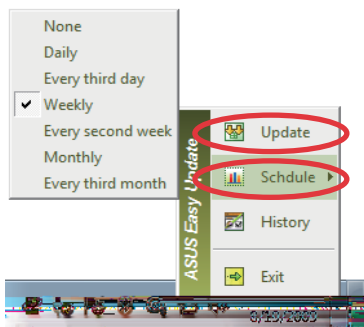 None
Daily
Every third day
Weekly
Every second week
Monthly
Every third month
ASUS Easy Update
Update
Schdule
History
Exit